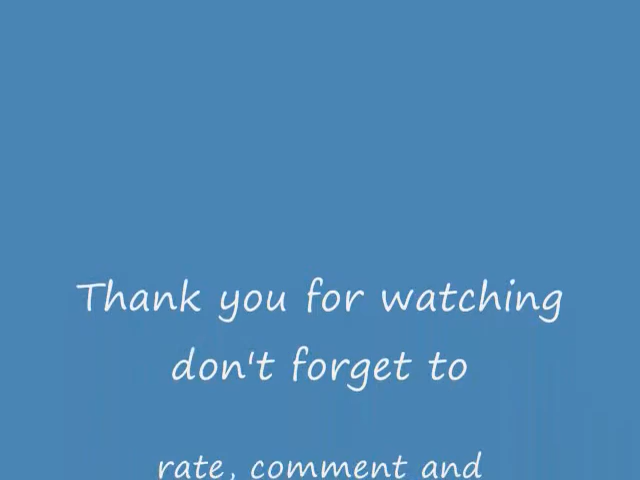 Thank you for watching
don't forget to
rate, comment and